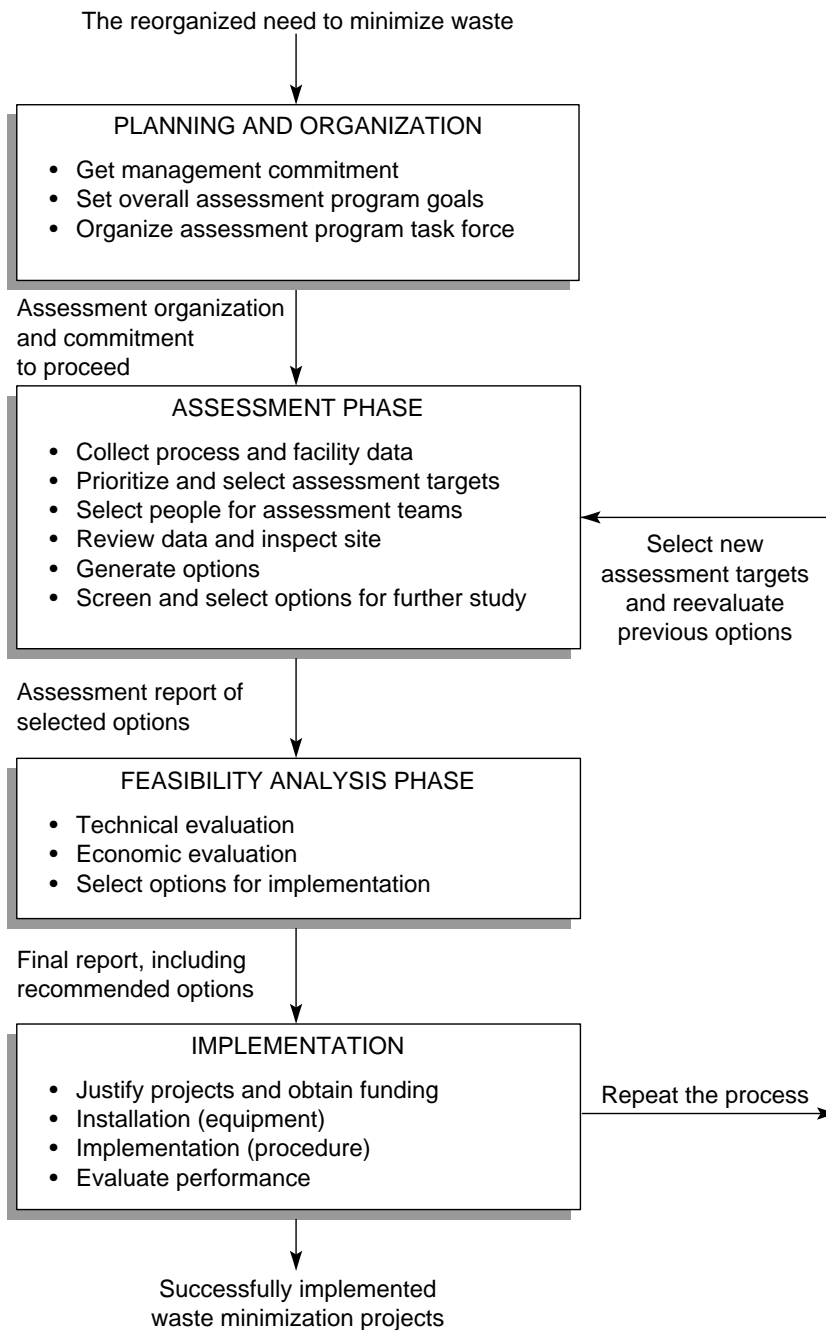 The reorganized need to minimize waste
PLANNING AND ORGANIZATION
• Get management commitment
• Set overall assessment program goals
• Organize assessment program task force
Assessment organization
and commitment
to proceed
ASSESSMENT PHASE
• Collect process and facility data
• Prioritize and select assessment targets
• Select people for assessment teams
• Review data and inspect site
• Generate options
• Screen and select options for further study
Select new
assessment targets
and reevaluate
previous options
Assessment report of
selected options
FEASIBILITY ANALYSIS PHASE
• Technical evaluation
• Economic evaluation
• Select options for implementation
Final report, including
recommended options
IMPLEMENTATION
• Justify projects and obtain funding
• Installation (equipment)
• Implementation (procedure)
• Evaluate performance
Repeat the process
Successfully implemented
waste minimization projects